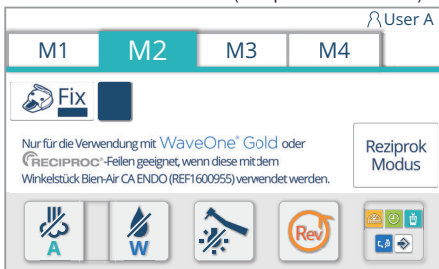 User A
M1 M2 M3 M4
Fix
Nur für die Verwendung mit WaveOne® Gold oder
RECIPROC®-Feilen geeignet, wenn diese mit dem
Winkelstück Bien-Air CA ENDO (REF1600955) verwendet werden.
Reziprok
Modus
A
W
Rev